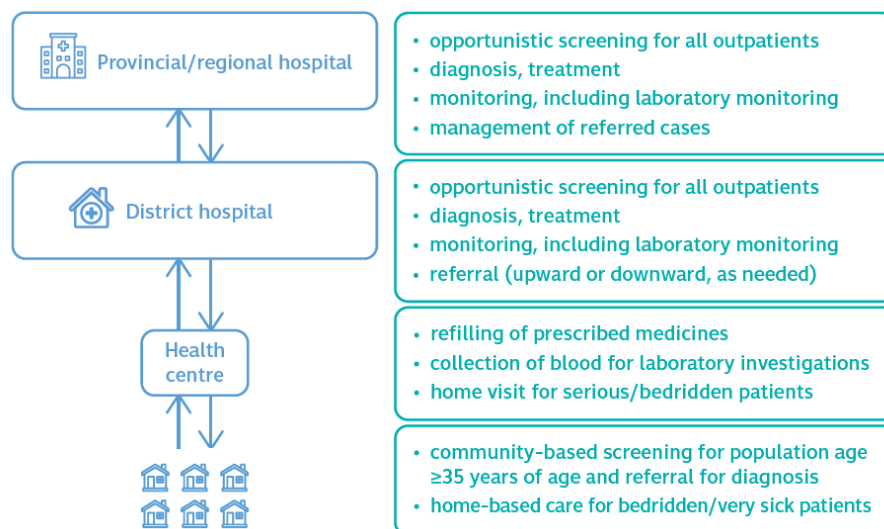 Provincial/regional hospital
• opportunistic screening for all outpatients
• diagnosis, treatment
• monitoring, including laboratory monitoring
• management of referred cases
District hospital
• opportunistic screening for all outpatients
• diagnosis, treatment
• monitoring, including laboratory monitoring
• referral (upward or downward, as needed)
Health
centre
• refilling of prescribed medicines
• collection of blood for laboratory investigations
• home visit for serious/bedridden patients
• community-based screening for population age
≥35 years of age and referral for diagnosis
• home-based care for bedridden/very sick patients